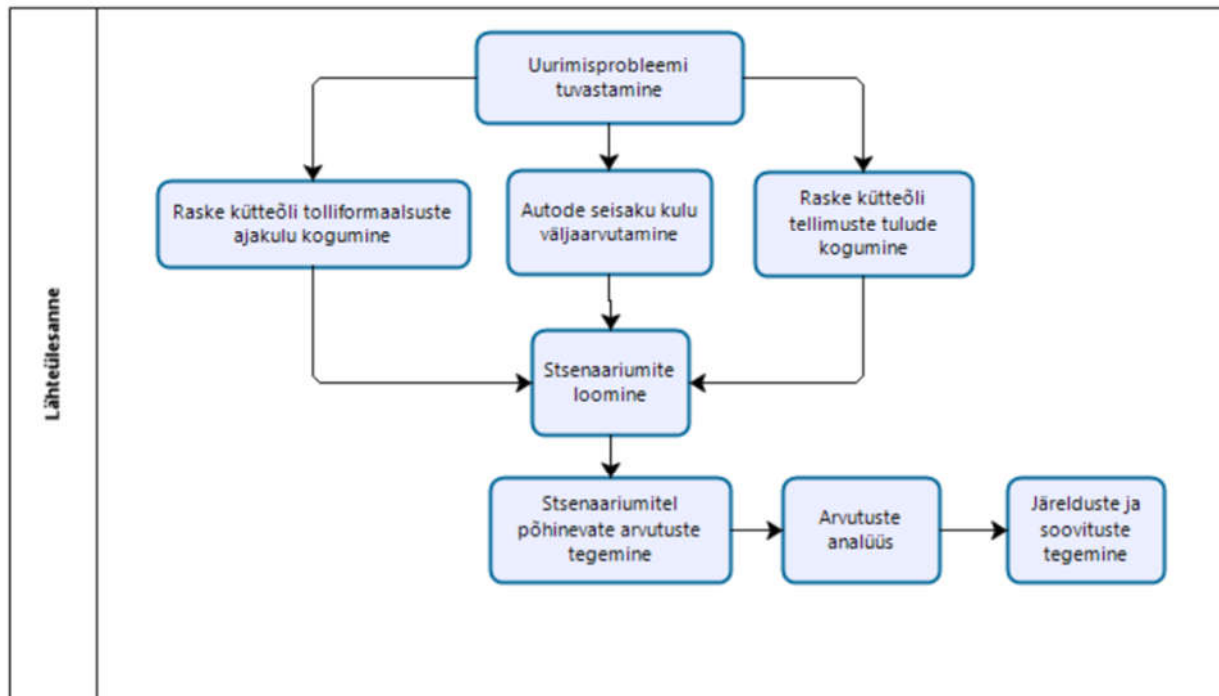 Lähteülesanne
Uurimisprobleemi
tuvastamine
Raske kütteõli tolliformaalsuste
ajakulu kogumine
Autode seisaku kulu
väljaarvutamine
Raske kütteõli
tellimuste tulude
kogumine
Stsenaariumite
loomine
Stsenaariumitel
põhinevate arvutuste
tegemine
Arvutuste
analüüs
Järelduste ja
soovituste
tegemine